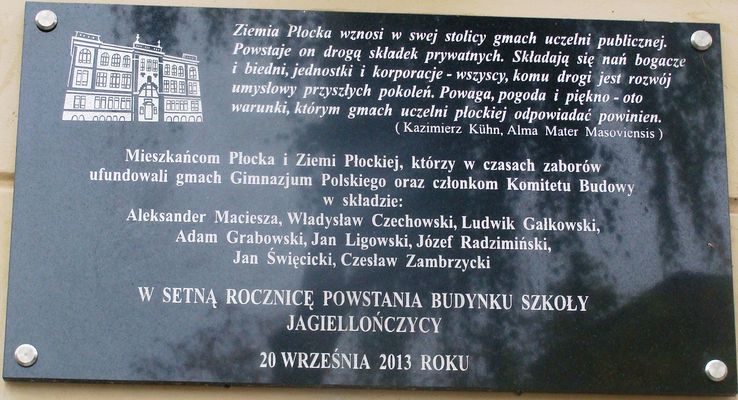 Ziemia Płocka wznosi w swej stolicy gmach uczelni publicznej.
Powstaje on drogą składek prywatnych. Składają się nań bogacze
i biedni, jednostki i korporacje - wszyscy, komu drogi jest rozwój
umysłowy przyszłych pokoleń. Powaga, pogoda i piękno - oto
warunki, którym gmach uczelni płockiej odpowiadać powinien.
( Kazimierz Kühn, Alma Mater Masoviensis )
Mieszkańcom Płocka i Ziemi Płockiej, którzy w czasach zaborów
ufundowali gmach Gimnazjum Polskiego oraz członkom Komitetu Budowy
w składzie:
Aleksander Maciesza, Władysław Czechowski, Ludwik Gałkowski,
Adam Grabowski, Jan Ligowski, Józef Radzimiński,
Jan Święcicki, Czesław Zambrzycki
W SETNĄ ROCZNICĘ POWSTANIA BUDYNKU SZKOŁY
JAGIELLOŃCZYCY
20 WRZEŚNIA 2013 ROKU